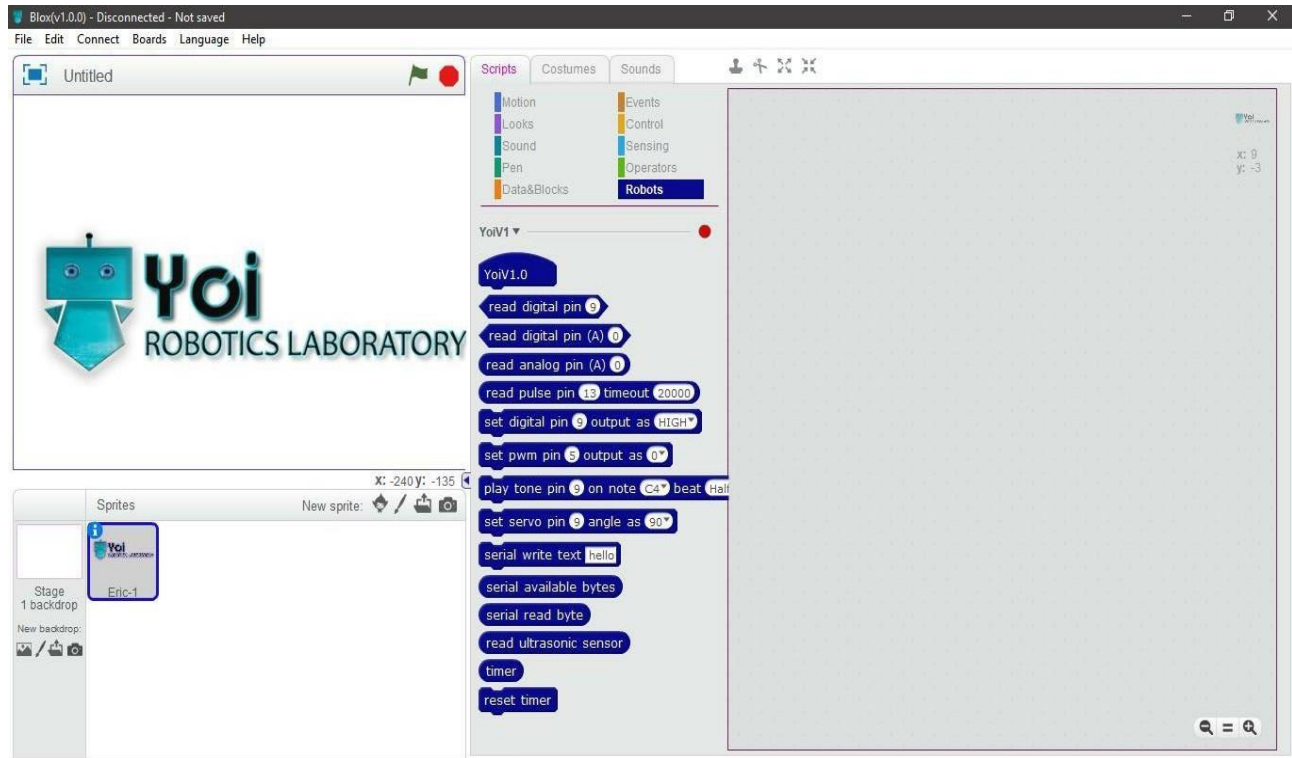 Blox(v1.0.0) - Disconnected - Not saved
File Edit Connect Boards Language Help
Untitled
Yoi
ROBOTICS LABORATORY
X: -240 y: -135
Sprites
New sprite:
Stage
1 backdrop
New backdrop:
Yoi
Eric-1
Scripts Costumes Sounds
Motion Events
Looks Control
Sound Sensing
Pen Operators
Data&Blocks Robots
YoiV1
YoiV1.0
read digital pin 9
read digital pin (A) 0
read analog pin (A) 0
read pulse pin 13 timeout 20000
set digital pin 9 output as HIGH
set pwm pin 5 output as 0
play tone pin 9 on note C4 beat Half
set servo pin 9 angle as 90
serial write text hello
serial available bytes
serial read byte
read ultrasonic sensor
timer
reset timer
Yoi
x: 9
y: -3